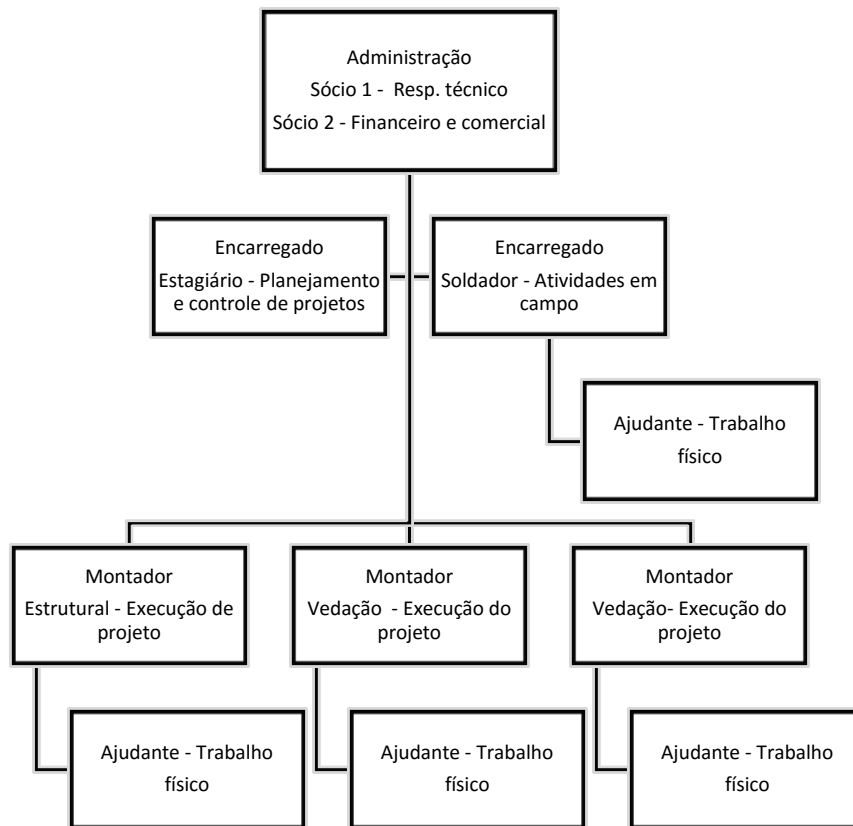 Administração
Sócio 1 - Resp. técnico
Sócio 2 - Financeiro e comercial
Encarregado
Estagiário - Planejamento
e controle de projetos
Encarregado
Soldador - Atividades em
campo
Ajudante - Trabalho
físico
Montador
Estrutural - Execução de
projeto
Montador
Vedação - Execução do
projeto
Montador
Vedação- Execução do
projeto
Ajudante - Trabalho
físico
Ajudante - Trabalho
físico
Ajudante - Trabalho
físico